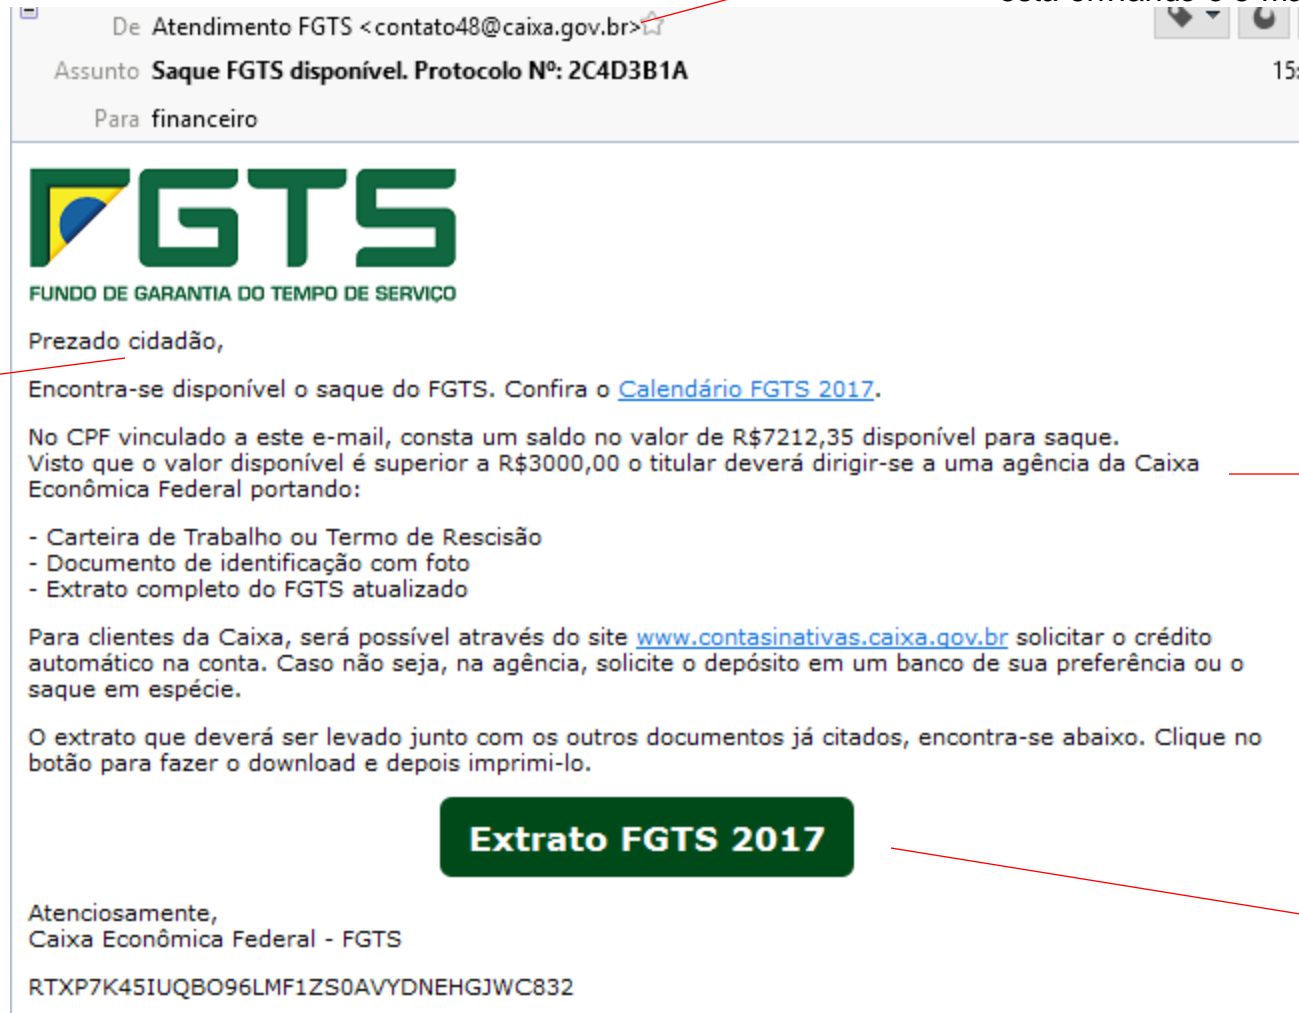 De Atendimento FGTS <contato48@caixa.gov.br>
Assunto Saque FGTS disponível. Protocolo Nº: 2C4D3B1A
15:
Para financeiro
FGTS
FUNDO DE GARANTIA DO TEMPO DE SERVIÇO
Prezado cidadão,
Encontra-se disponível o saque do FGTS. Confira o Calendário FGTS 2017.
No CPF vinculado a este e-mail, consta um saldo no valor de R$7212,35 disponível para saque.
Visto que o valor disponível é superior a R$3000,00 o titular deverá dirigir-se a uma agência da Caixa
Econômica Federal portando:
- Carteira de Trabalho ou Termo de Rescisão
- Documento de identificação com foto
- Extrato completo do FGTS atualizado
Para clientes da Caixa, será possível através do site www.contasinativas.caixa.gov.br solicitar o crédito
automático na conta. Caso não seja, na agência, solicite o depósito em um banco de sua preferência ou o
saque em espécie.
O extrato que deverá ser levado junto com os outros documentos já citados, encontra-se abaixo. Clique no
botão para fazer o download e depois imprimi-lo.
Extrato FGTS 2017
Atenciosamente,
Caixa Econômica Federal - FGTS
RTXP7K45IUQBO96LMF1ZS0AVYDNEHGJWC832